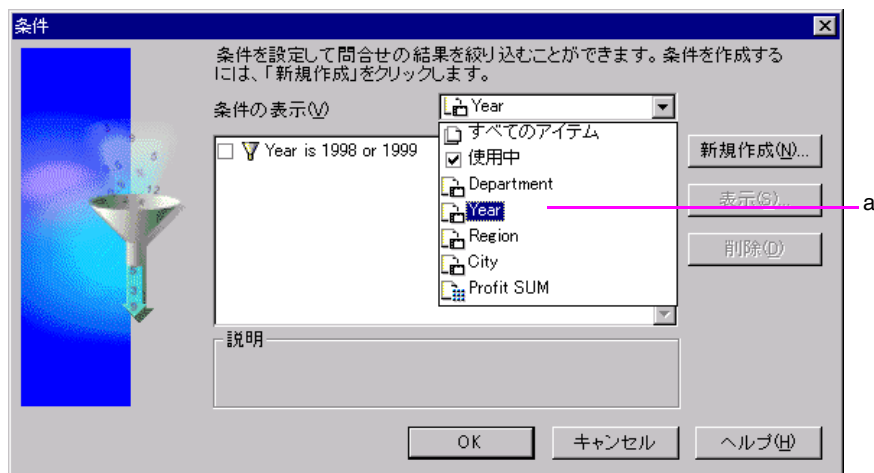 条件
条件を設定して問合せの結果を絞り込むことができます。条件を作成する
には、「新規作成」をクリックします。
条件の表示(V)
Year
すべてのアイテム
使用中
Department
Year
Region
City
Profit SUM
Year is 1998 or 1999
新規作成(N)...
表示(S)...
削除(D)
a
説明
OK
キャンセル
ヘルプ(H)